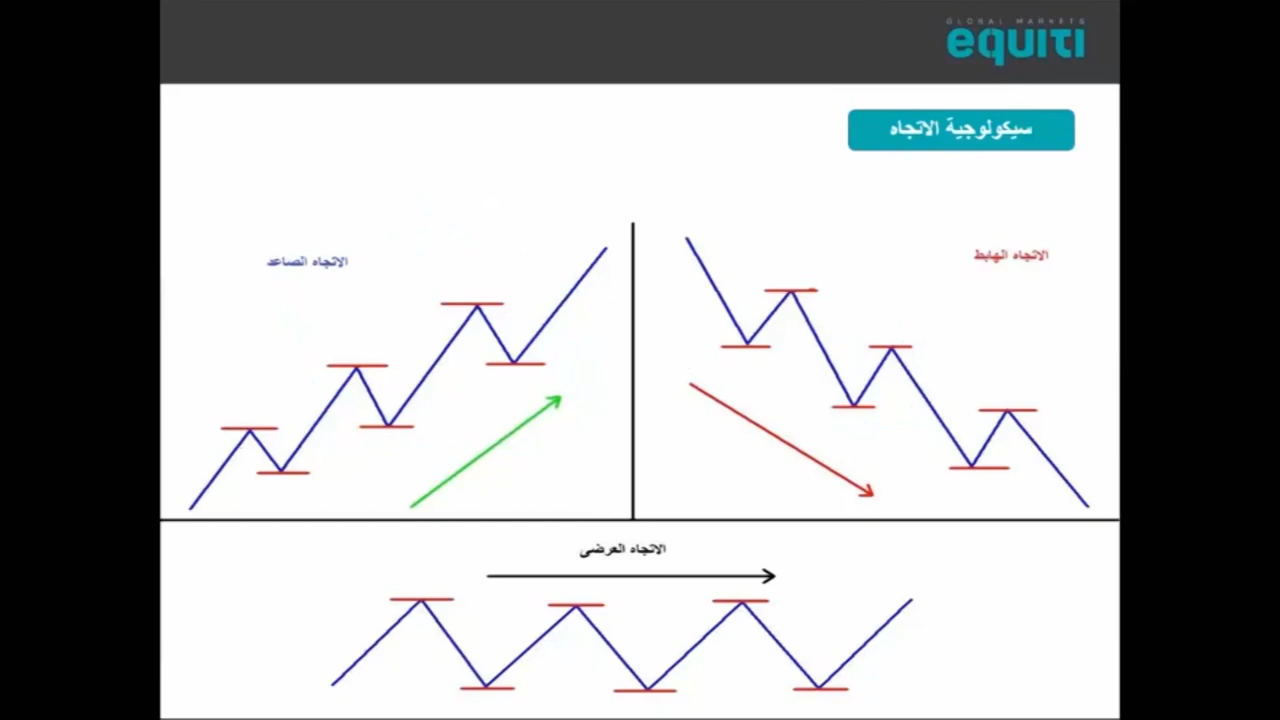 GLOBAL MARKETS
equiti
سيكولوجية الاتجاه
الاتجاه الهابط
الاتجاه الصاعد
الاتجاه العرضي